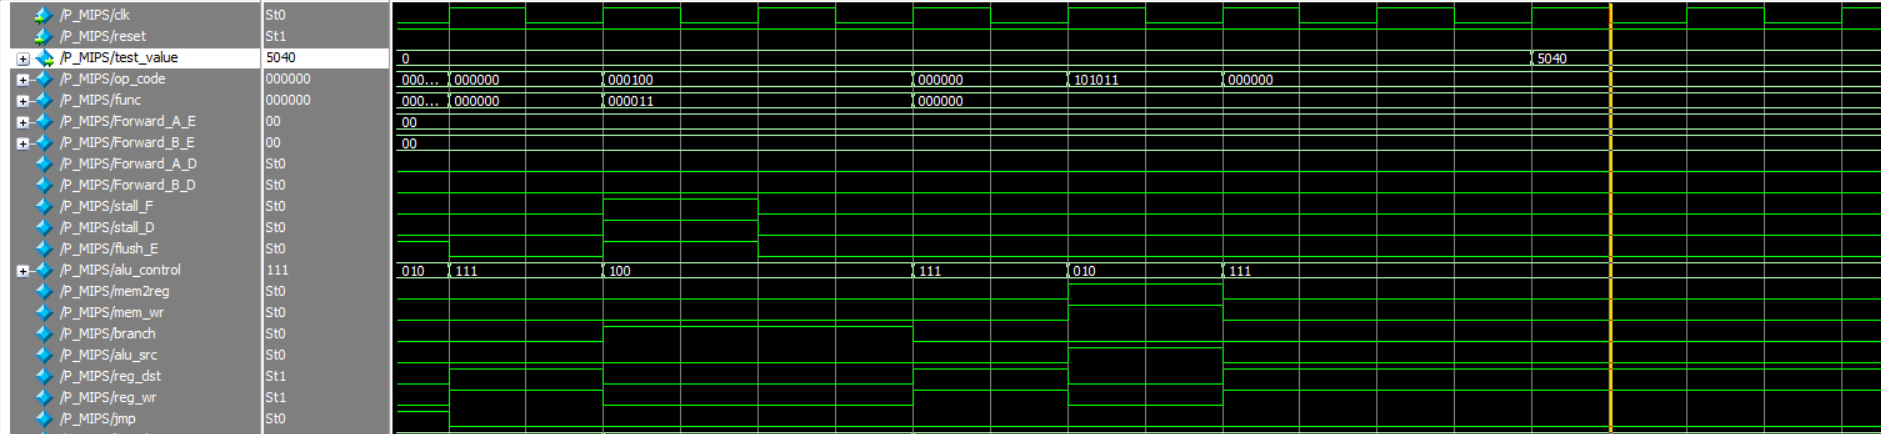 /P_MIPS/clk St0
/P_MIPS/reset St1
/P_MIPS/test_value 5040 0 5040
/P_MIPS/op_code 000000 000... 000000 000100 000000 101011 000000
/P_MIPS/func 000000 000... 000000 000011 000000
/P_MIPS/Forward_A_E 00 00
/P_MIPS/Forward_B_E 00 00
/P_MIPS/Forward_A_D St0
/P_MIPS/Forward_B_D St0
/P_MIPS/stall_F St0
/P_MIPS/stall_D St0
/P_MIPS/flush_E St0
/P_MIPS/alu_control 111 010 111 100 111 010 111
/P_MIPS/mem2reg St0
/P_MIPS/mem_wr St0
/P_MIPS/branch St0
/P_MIPS/alu_src St0
/P_MIPS/reg_dst St1
/P_MIPS/reg_wr St1
/P_MIPS/jmp St0